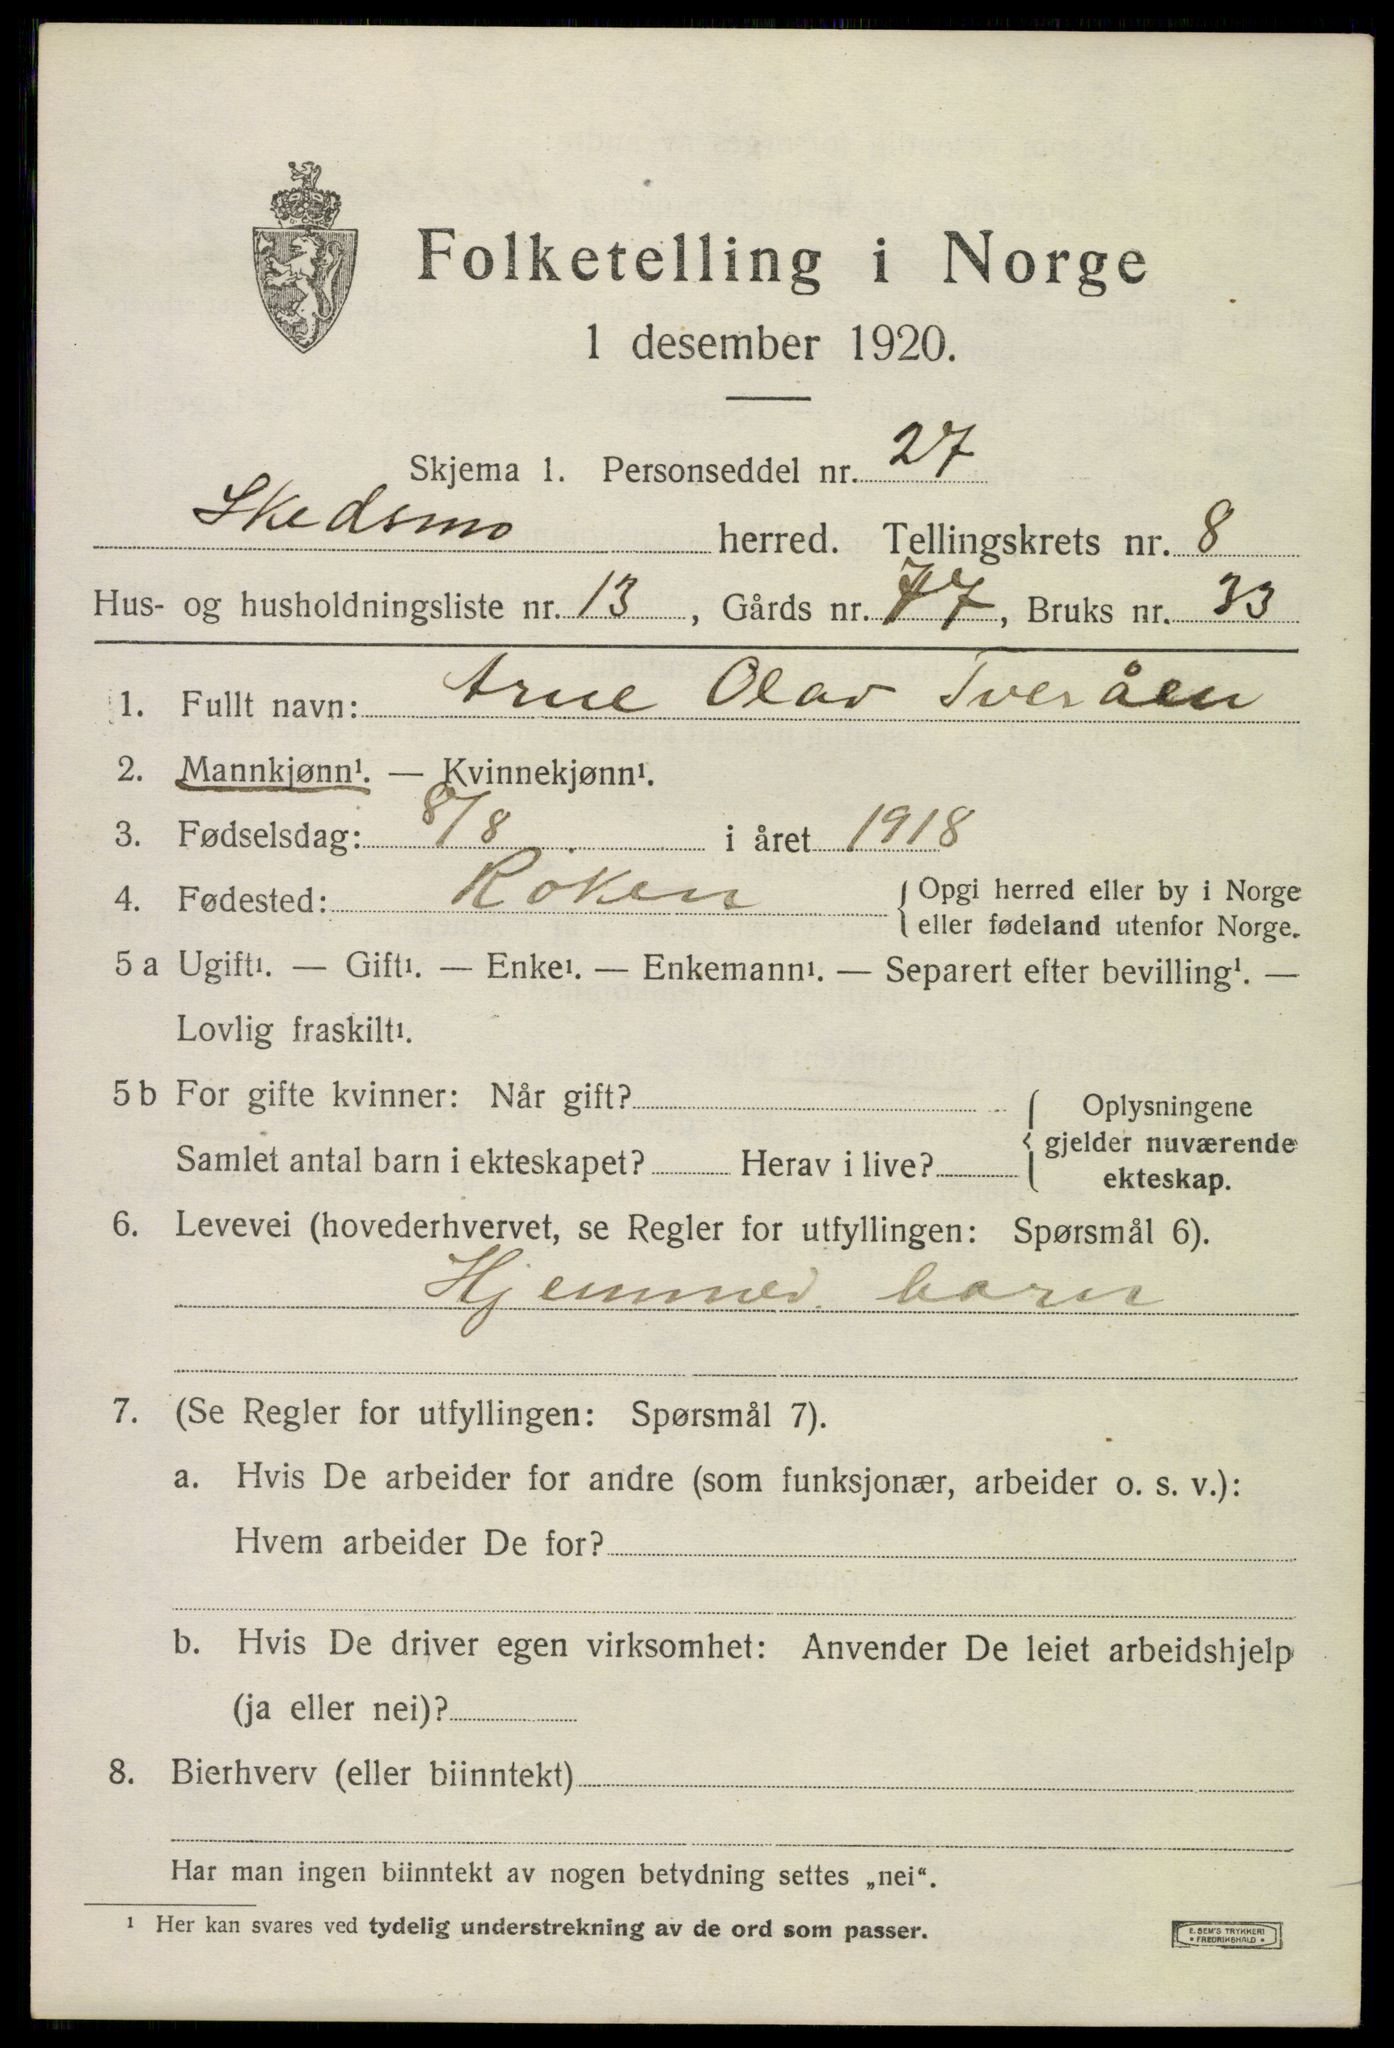 Folketelling i Norge
1 desember 1920.
Skjema 1. Personseddel nr. 27
Skedsmo herred. Tellingskrets nr. 8
Hus- og husholdningsliste nr. 13, Gårds nr. 77, Bruks nr. 33
1. Fullt navn: Arne Olav Tveråen
2. Mannkjønn¹. — Kvinnekjønn¹.
3. Fødselsdag: 8/8 i året 1918
4. Fødested: Røken { Opgi herred eller by i Norge
eller fødeland utenfor Norge.
5 a Ugift¹. — Gift¹. — Enke¹. — Enkemann¹. — Separert efter bevilling¹. —
Lovlig fraskilt¹.
5 b For gifte kvinner: Når gift?
Samlet antal barn i ekteskapet? Herav i live?
{ Oplysningene
gjelder nuværende
ekteskap.
6. Levevei (hovederhvervet, se Regler for utfyllingen: Spørsmål 6).
Hjemmev. barn
7. (Se Regler for utfyllingen: Spørsmål 7).
a. Hvis De arbeider for andre (som funksjonær, arbeider o. s. v.):
Hvem arbeider De for?
b. Hvis De driver egen virksomhet: Anvender De leiet arbeidshjelp
(ja eller nei)?
8. Bierhverv (eller biinntekt)
Har man ingen biinntekt av nogen betydning settes „nei“.
¹ Her kan svares ved tydelig understrekning av de ord som passer.
E. SEM'S TRYKKERI
• FREDRIKSHALD •